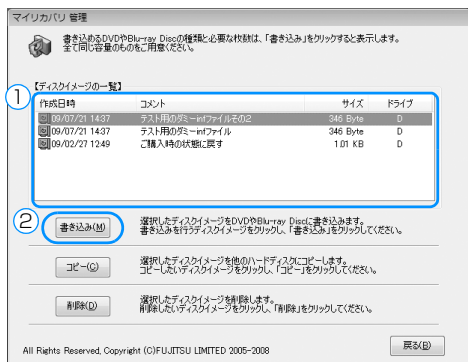 マイリカバリ 管理
書き込めるDVDやBlu-ray Discの種類と必要な枚数は、「書き込み」をクリックすると表示します。
全て同じ容量のものをご用意ください。
【ディスクイメージの一覧】
①
作成日時 コメント サイズ ドライブ
09/07/21 1437 テスト用のダミーinfファイルその2 346 Byte D
09/07/21 1437 テスト用のダミーinfファイル 346 Byte D
09/02/27 1249 ご購入時の状態に戻す 1.01 KB D
②
書き込み(M)
選択したディスクイメージをDVDやBlu-ray Discに書き込みます。
書き込みを行うディスクイメージをクリックし、「書き込み」をクリックしてください。
コピー(C)
選択したディスクイメージを他のハードディスクにコピーします。
コピーしたいディスクイメージをクリックし、「コピー」をクリックしてください。
削除(D)
選択したディスクイメージを削除します。
削除したいディスクイメージをクリックし、「削除」をクリックしてください。
All Rights Reserved, Copyright (C)FUJITSU LIMITED 2005-2008
戻る(B)